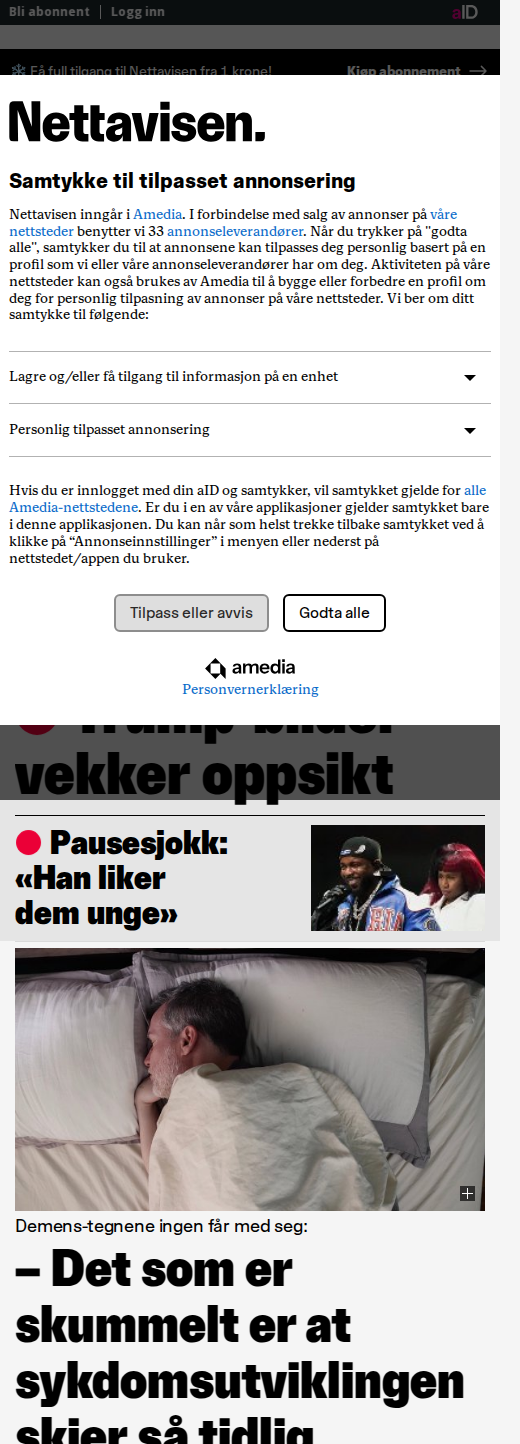 Bli abonnent | Logg inn
aID
Få full tilgang til Nettavisen fra 1 krone!
Kjøp abonnement →
Nettavisen.
Samtykke til tilpasset annonsering
Nettavisen inngår i Amedia. I forbindelse med salg av annonser på våre
nettsteder benytter vi 33 annonseleverandører. Når du trykker på "godta
alle", samtykker du til at annonsene kan tilpasses deg personlig basert på en
profil som vi eller våre annonseleverandører har om deg. Aktiviteten på våre
nettsteder kan også brukes av Amedia til å bygge eller forbedre en profil om
deg for personlig tilpasning av annonser på våre nettsteder. Vi ber om ditt
samtykke til følgende:
Lagre og/eller få tilgang til informasjon på en enhet
Personlig tilpasset annonsering
Hvis du er innlogget med din aID og samtykker, vil samtykket gjelde for alle
Amedia-nettstedene. Er du i en av våre applikasjoner gjelder samtykket bare
i denne applikasjonen. Du kan når som helst trekke tilbake samtykket ved å
klikke på “Annonseinnstillinger” i menyen eller nederst på
nettstedet/appen du bruker.
Tilpass eller avvis
Godta alle
amedia
Personvernerklæring
Trump-bilder
vekker oppsikt
Pausesjokk:
«Han liker
dem unge»
Demens-tegnene ingen får med seg:
– Det som er
skummelt er at
sykdomsutviklingen
skjer så tidlig